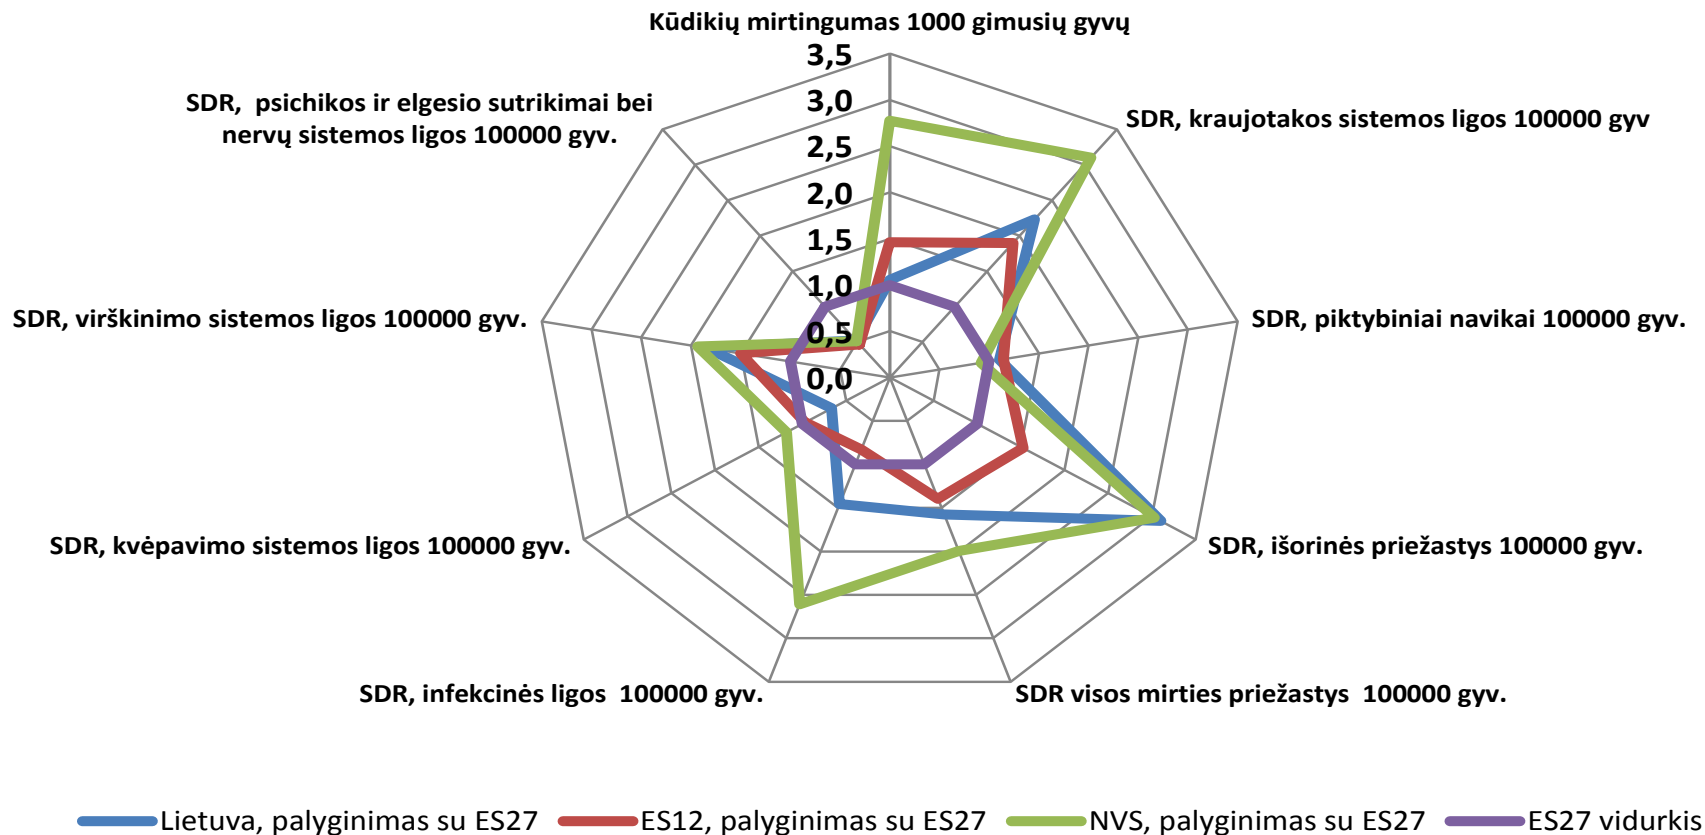 Kūdikių mirtingumas 1000 gimusių gyvų
3,5
3,0
2,5
2,0
1,5
1,0
0,5
0,0
SDR, kraujotakos sistemos ligos 100000 gyv
SDR, piktybiniai navikai 100000 gyv.
SDR, išorinės priežastys 100000 gyv.
SDR visos mirties priežastys  100000 gyv.
SDR, infekcinės ligos  100000 gyv.
SDR, kvėpavimo sistemos ligos 100000 gyv.
SDR, virškinimo sistemos ligos 100000 gyv.
SDR,  psichikos ir elgesio sutrikimai bei
nervų sistemos ligos 100000 gyv.
Lietuva, palyginimas su ES27
ES12, palyginimas su ES27
NVS, palyginimas su ES27
ES27 vidurkis